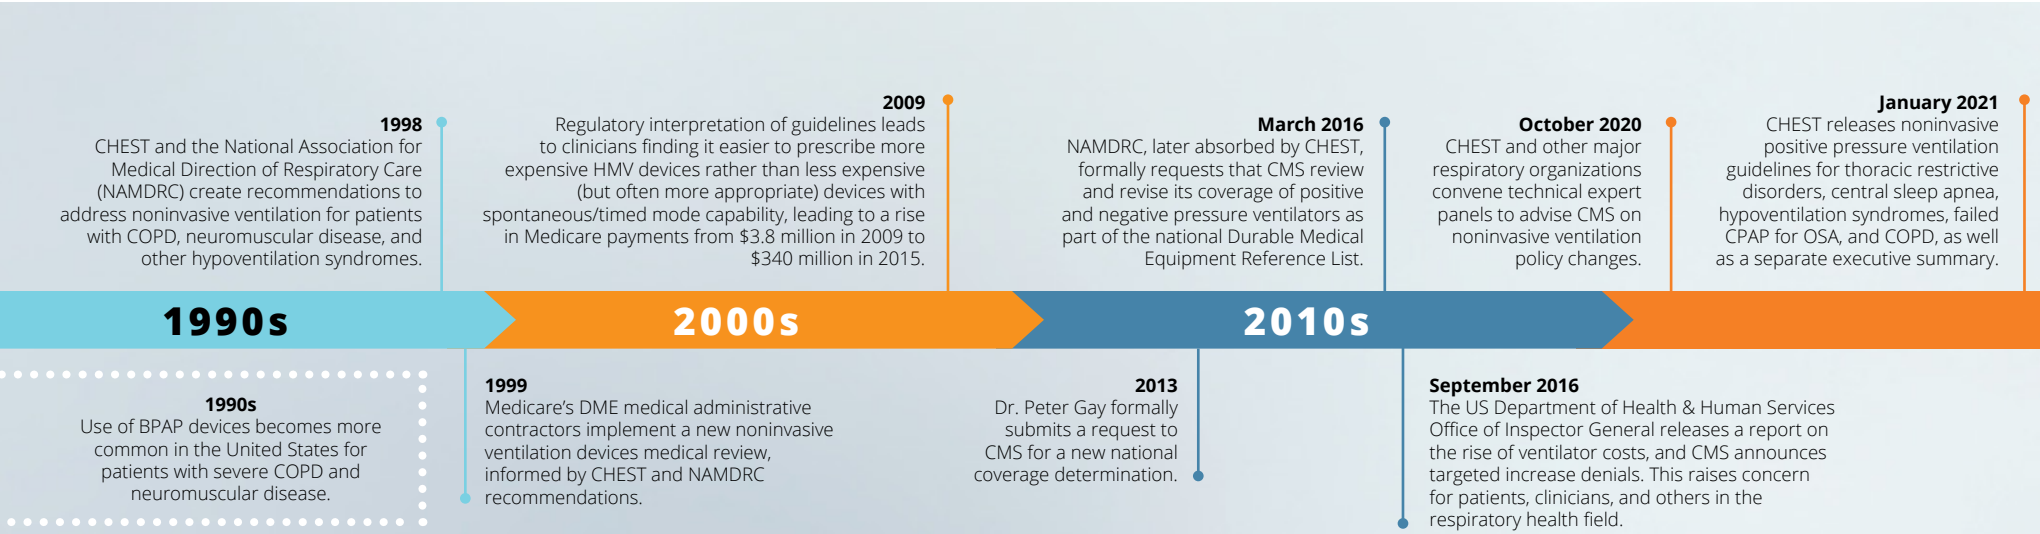 1998
CHEST and the National Association for
Medical Direction of Respiratory Care
(NAMDRC) create recommendations to
address noninvasive ventilation for patients
with COPD, neuromuscular disease, and
other hypoventilation syndromes.
2009
Regulatory interpretation of guidelines leads
to clinicians finding it easier to prescribe more
expensive HMV devices rather than less expensive
(but often more appropriate) devices with
spontaneous/timed mode capability, leading to a rise
in Medicare payments from $3.8 million in 2009 to
$340 million in 2015.
March 2016
NAMDRC, later absorbed by CHEST,
formally requests that CMS review
and revise its coverage of positive
and negative pressure ventilators as
part of the national Durable Medical
Equipment Reference List.
October 2020
CHEST and other major
respiratory organizations
convene technical expert
panels to advise CMS on
noninvasive ventilation
policy changes.
January 2021
CHEST releases noninvasive
positive pressure ventilation
guidelines for thoracic restrictive
disorders, central sleep apnea,
hypoventilation syndromes, failed
CPAP for OSA, and COPD, as well
as a separate executive summary.
1990s
2000s
2010s
1990s
Use of BPAP devices becomes more
common in the United States for
patients with severe COPD and
neuromuscular disease.
1999
Medicare's DME medical administrative
contractors implement a new noninvasive
ventilation devices medical review,
informed by CHEST and NAMDRC
recommendations.
2013
Dr. Peter Gay formally
submits a request to
CMS for a new national
coverage determination.
September 2016
The US Department of Health & Human Services
Office of Inspector General releases a report on
the rise of ventilator costs, and CMS announces
targeted increase denials. This raises concern
for patients, clinicians, and others in the
respiratory health field.